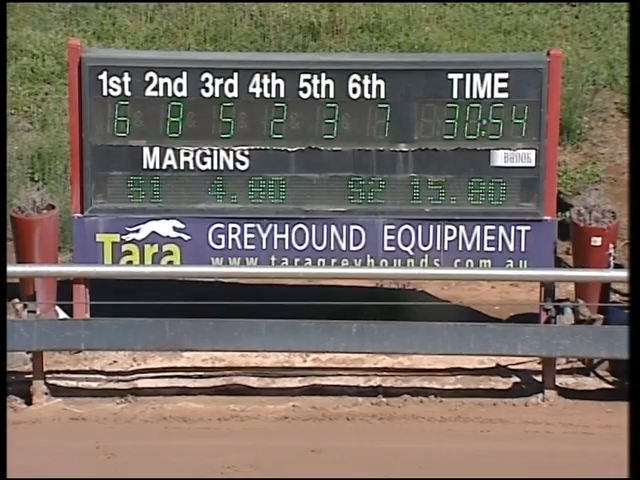 1st 2nd 3rd 4th 5th 6th TIME
6 8 5 2 3 7 30:54
MARGINS BROOK
S1 4.00 S2 15.00
Tara GREYHOUND EQUIPMENT
www.taragreyhounds.com.au